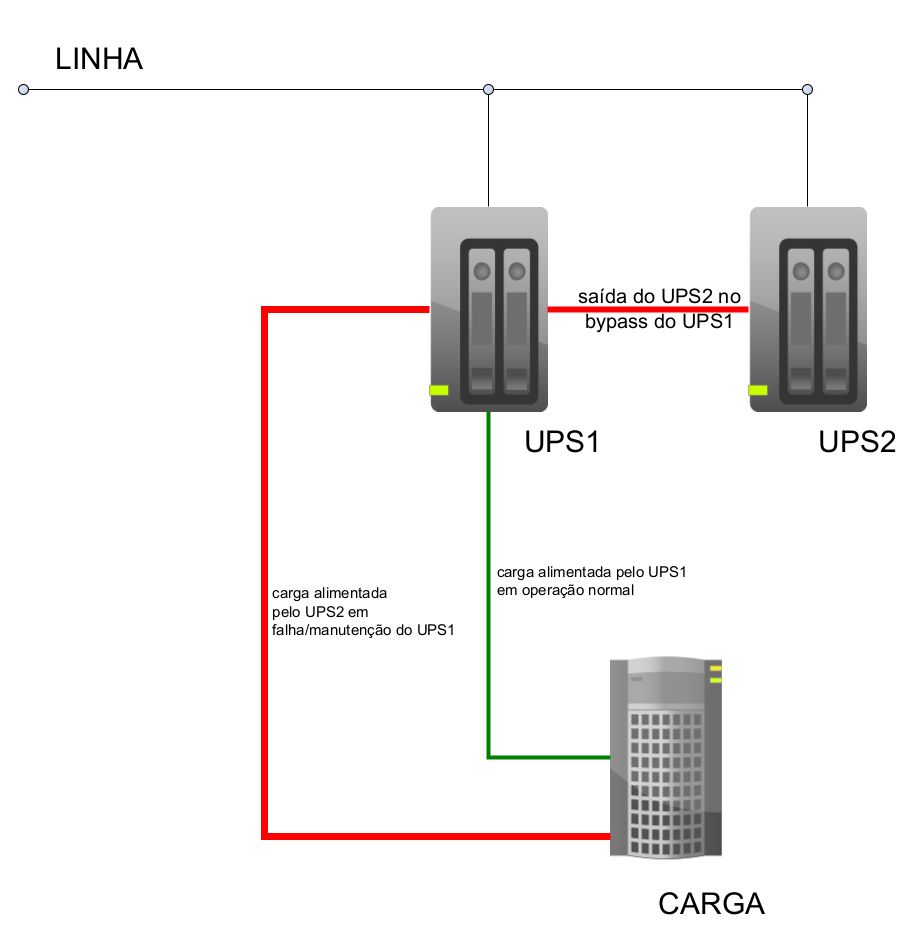 LINHA
saída do UPS2 no
bypass do UPS1
UPS1
UPS2
carga alimentada pelo UPS1
em operação normal
carga alimentada
pelo UPS2 em
falha/manutenção do UPS1
CARGA